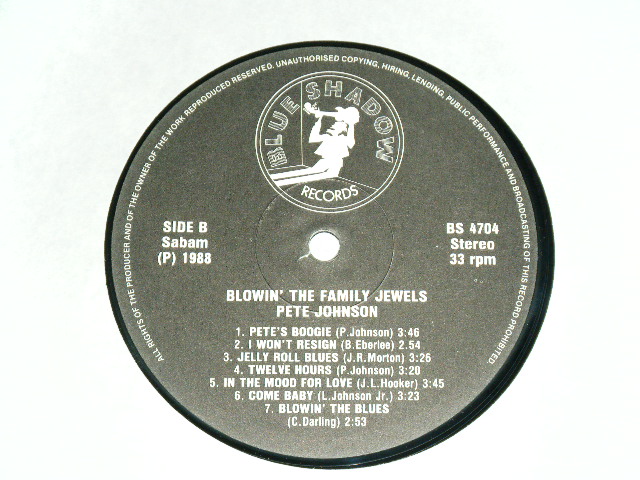 ALL RIGHTS OF THE PRODUCER AND OF THE OWNER OF THE WORK REPRODUCED RESERVED. UNAUTHORISED COPYING, HIRING, LENDING, PUBLIC PERFORMANCE AND BROADCASTING OF THIS RECORD PROHIBITED.
BLUE SHADOW
RECORDS
SIDE B
Sabam
(P) 1988
BS 4704
Stereo
33 rpm
BLOWIN' THE FAMILY JEWELS
PETE JOHNSON
1. PETE'S BOOGIE (P.Johnson) 3:46
2. I WON'T RESIGN (B.Eberlee) 2.54
3. JELLY ROLL BLUES (J.R.Morton) 3:26
4. TWELVE HOURS (P.Johnson) 3:20
5. IN THE MOOD FOR LOVE (J.L.Hooker) 3:45
6. COME BABY (L.Johnson Jr.) 3:23
7. BLOWIN' THE BLUES
(C.Darling) 2:53